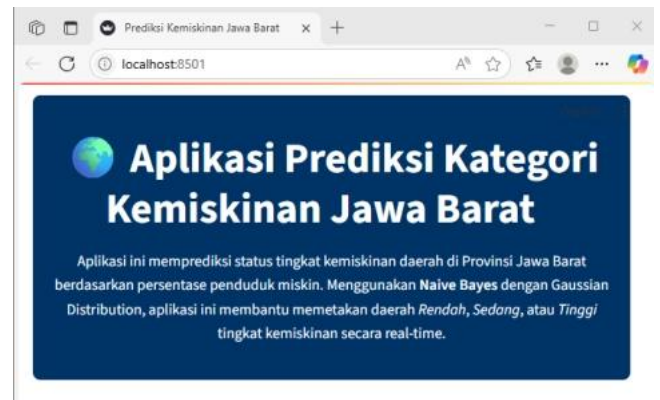 Prediksi Kemiskinan Jawa Barat
localhost:8501
Aplikasi Prediksi Kategori
Kemiskinan Jawa Barat
Aplikasi ini memprediksi status tingkat kemiskinan daerah di Provinsi Jawa Barat
berdasarkan persentase penduduk miskin. Menggunakan Naive Bayes dengan Gaussian
Distribution, aplikasi ini membantu memetakan daerah Rendah, Sedang, atau Tinggi
tingkat kemiskinan secara real-time.